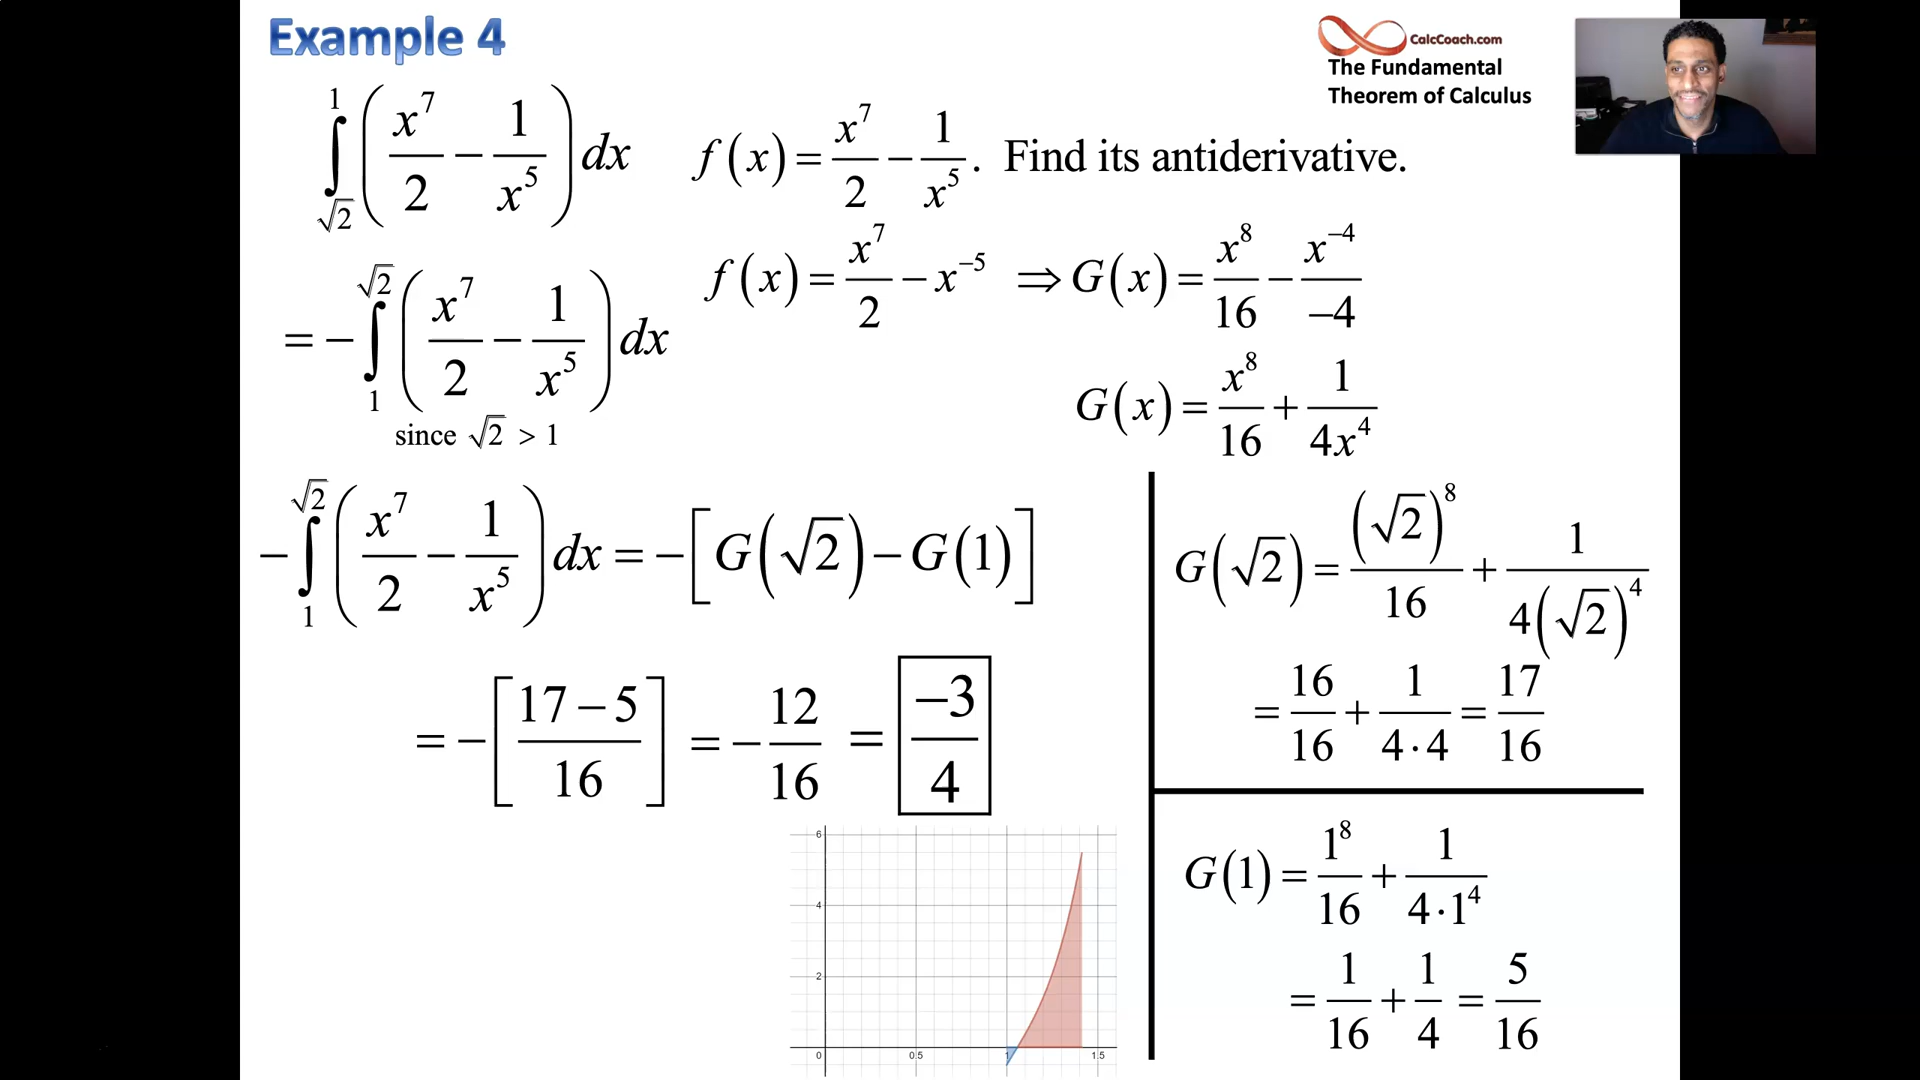 Example 4
CalcCoach.com
The Fundamental
Theorem of Calculus
∫_{√2}^{1} (x^7/2 − 1/x^5) dx
f(x) = x^7/2 − 1/x^5. Find its antiderivative.
= −∫_{1}^{√2} (x^7/2 − 1/x^5) dx
since √2 > 1
f(x) = x^7/2 − x^{−5} ⇒ G(x) = x^8/16 − x^{−4}/−4
G(x) = x^8/16 + 1/(4x^4)
−∫_{1}^{√2} (x^7/2 − 1/x^5) dx = −[G(√2) − G(1)]
= −[(17 − 5)/16] = −12/16 = −3/4
G(√2) = (√2)^8/16 + 1/(4(√2)^4)
= 16/16 + 1/(4·4) = 17/16
G(1) = 1^8/16 + 1/(4·1^4)
= 1/16 + 1/4 = 5/16
6
4
2
0 0.5 1 1.5